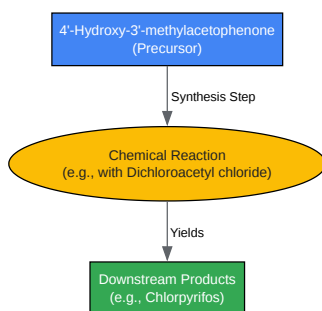 4'-Hydroxy-3'-methylacetophenone
(Precursor)
Synthesis Step
Chemical Reaction
(e.g., with Dichloroacetyl chloride)
Yields
Downstream Products
(e.g., Chlorpyrifos)